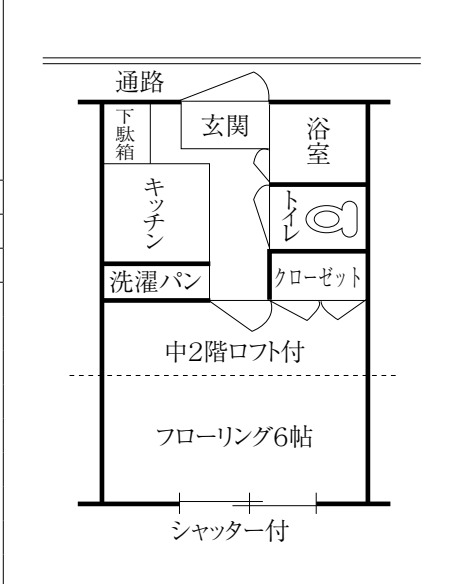 通路
玄関
下駄箱
浴室
キッチン
トイレ
クローゼット
洗濯パン
中2階ロフト付
フローリング6帖
シャッター付